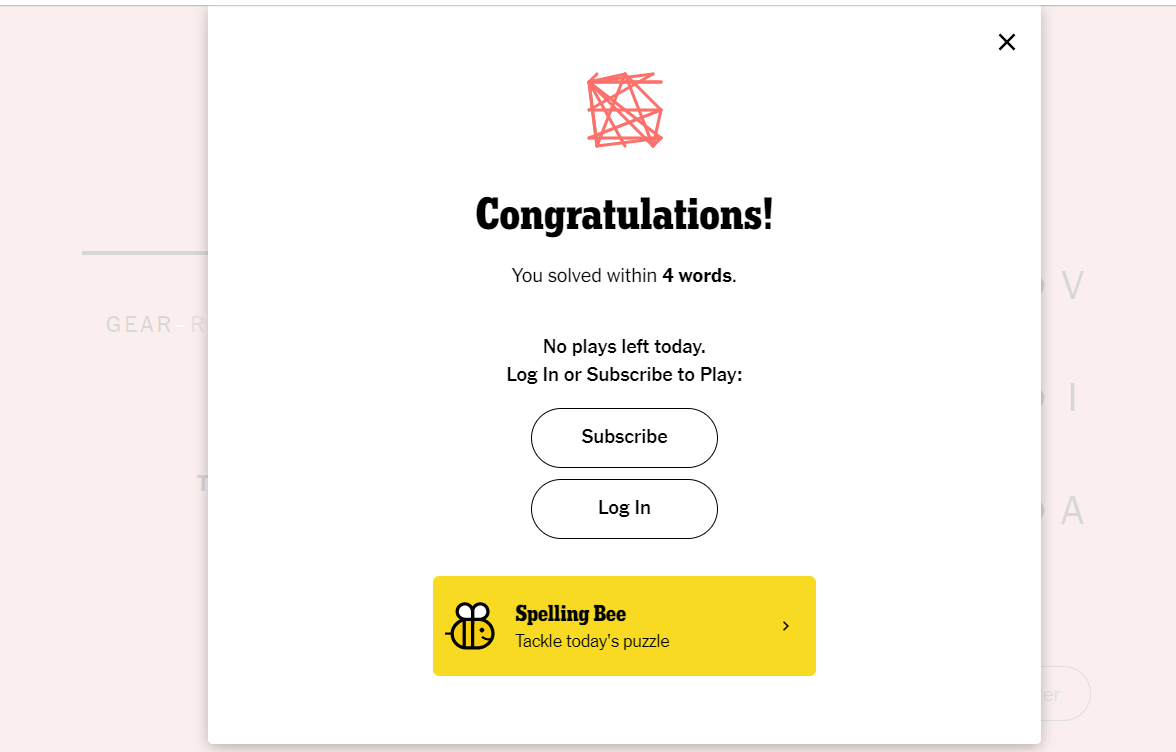 Congratulations!
You solved within 4 words.
V
GEAR–R
No plays left today.
Log In or Subscribe to Play:
I
Subscribe
T
Log In
A
Spelling Bee
Tackle today's puzzle